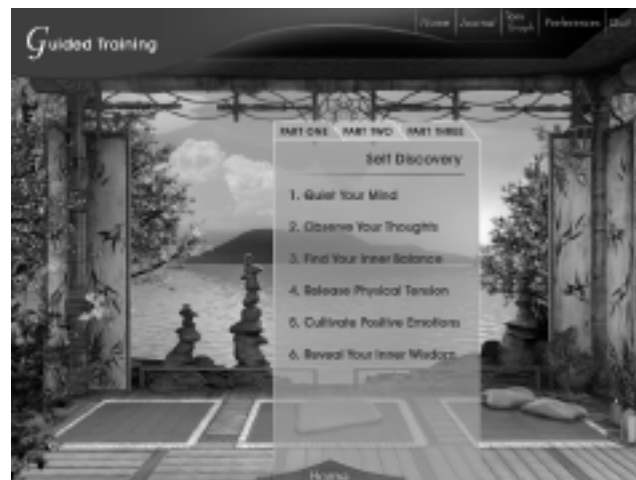 Guided Training
Home Journal Preferences Quit
PART ONE PART TWO PART THREE
Self Discovery
1. Quiet Your Mind
2. Observe Your Thoughts
3. Find Your Inner Balance
4. Release Physical Tension
5. Cultivate Positive Emotions
6. Reveal Your Inner Wisdom
Home